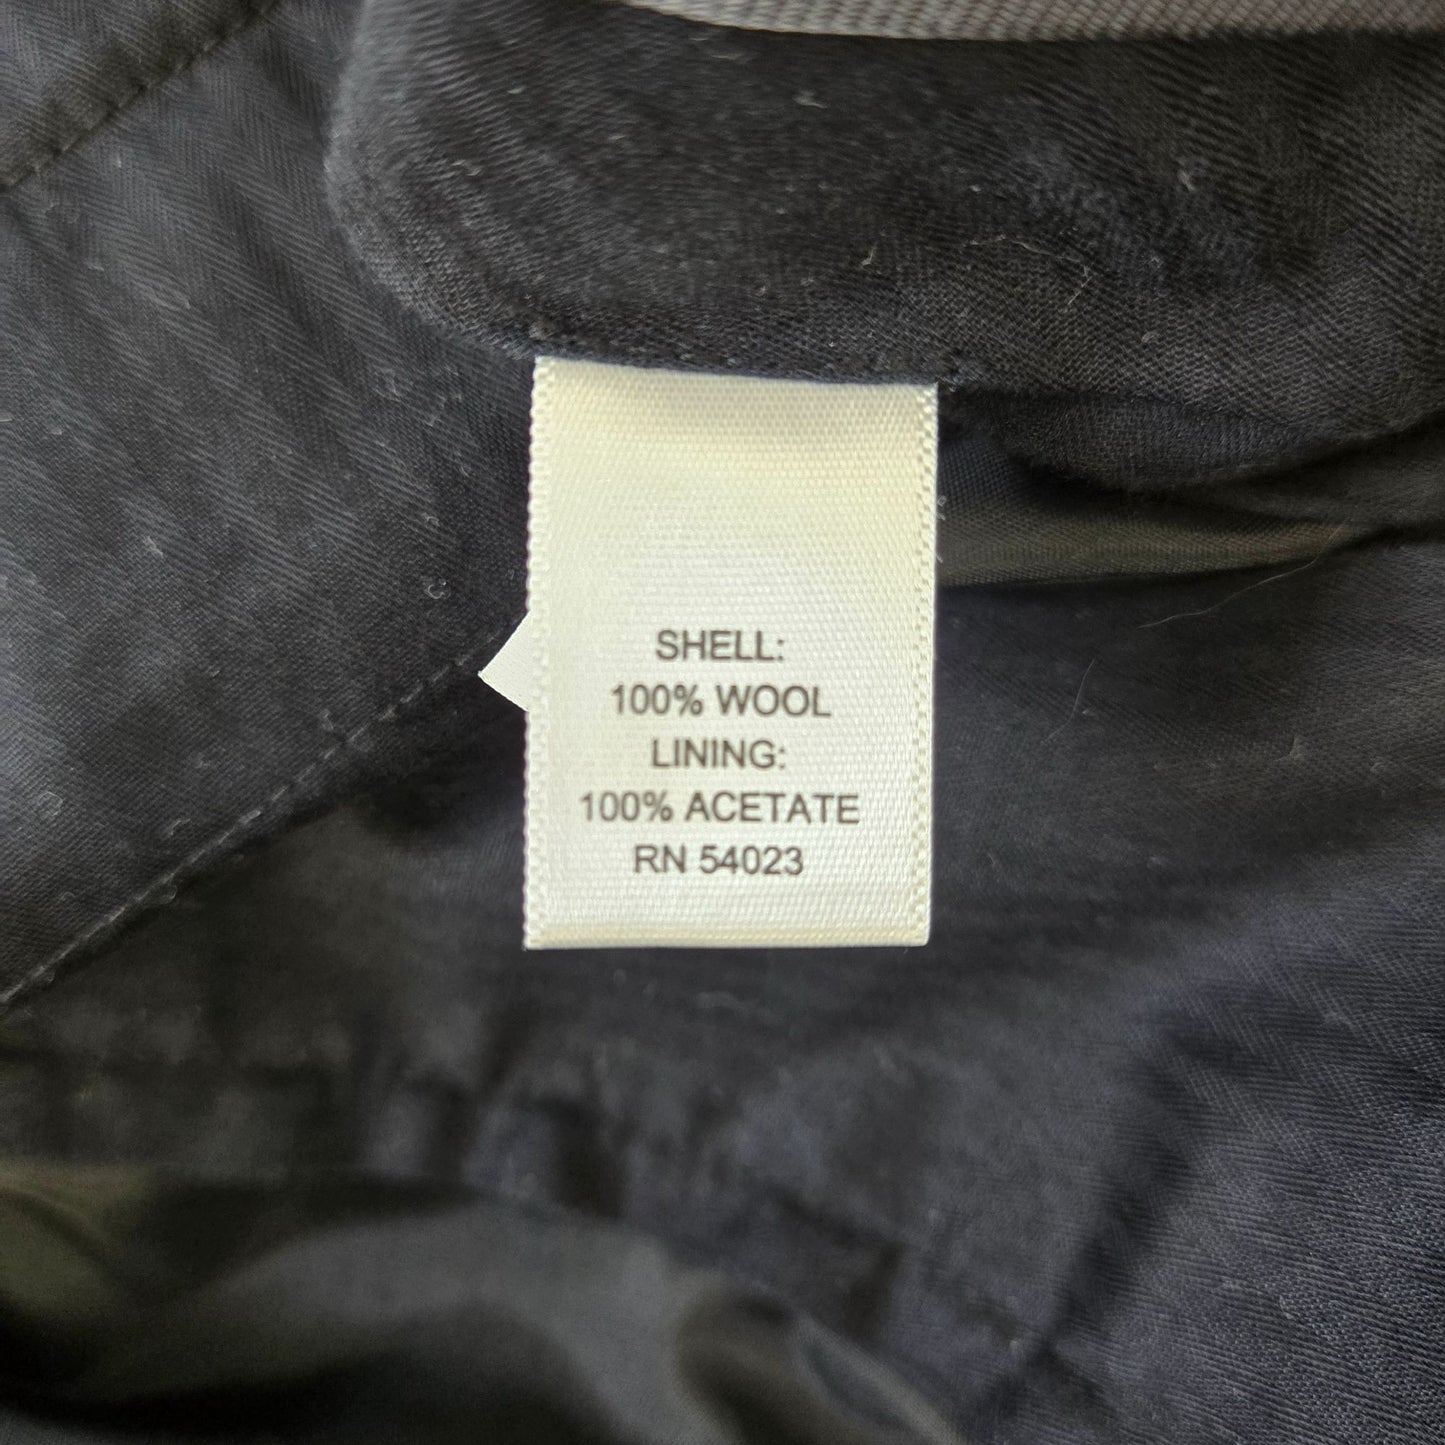 SHELL:
100% WOOL
LINING:
100% ACETATE
RN 54023